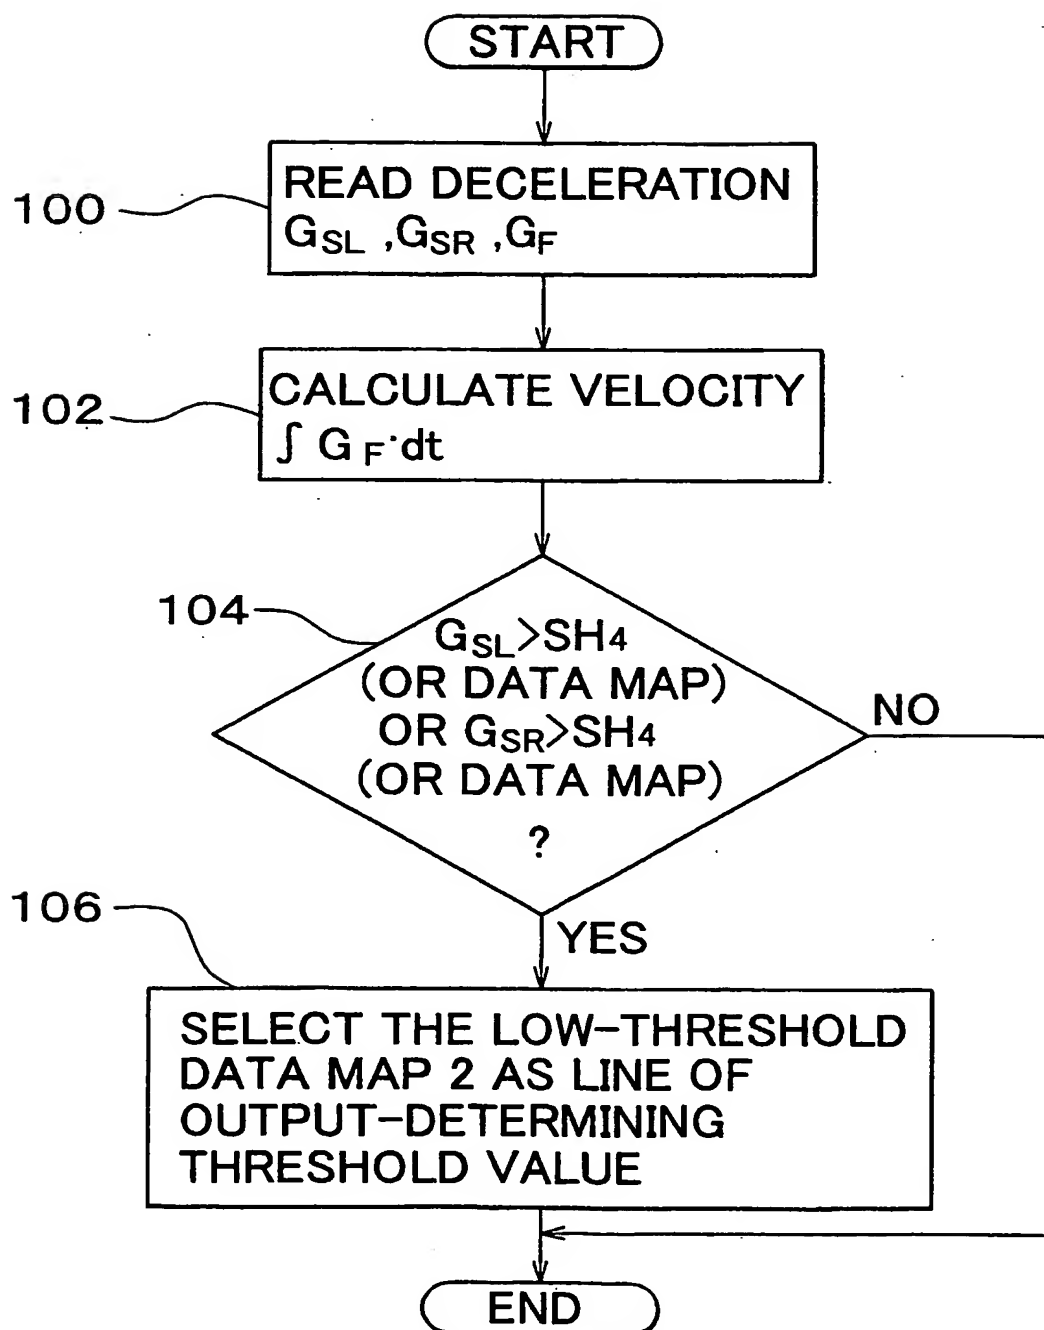 START
100
READ DECELERATION
GSL ,GSR ,GF
102
CALCULATE VELOCITY
∫ G F·dt
104
GSL>SH4
(OR DATA MAP)
OR GSR>SH4
(OR DATA MAP)
?
NO
YES
106
SELECT THE LOW-THRESHOLD
DATA MAP 2 AS LINE OF
OUTPUT-DETERMINING
THRESHOLD VALUE
END